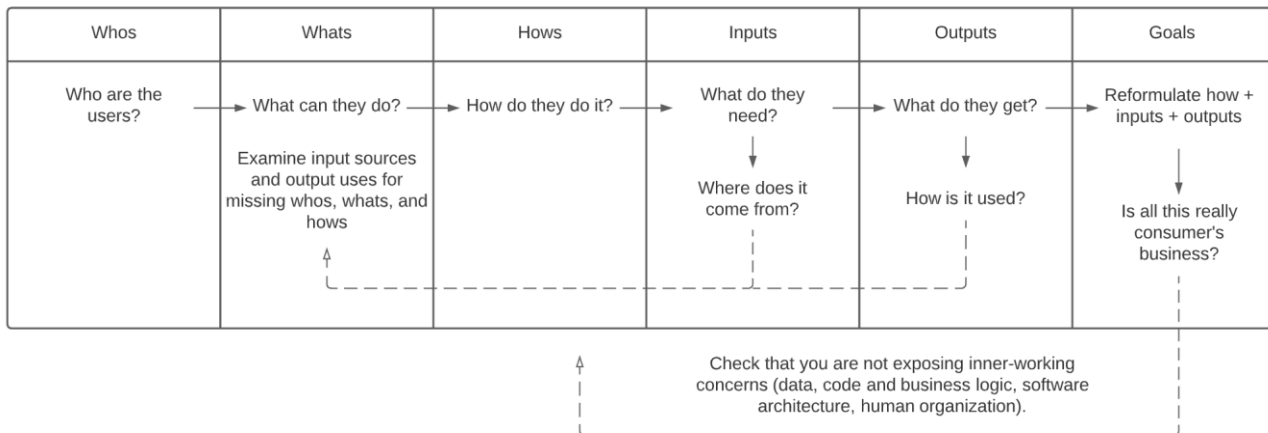 Whos
Whats
Hows
Inputs
Outputs
Goals
Who are the
users?
What can they do?
How do they do it?
What do they
need?
What do they get?
Reformulate how +
inputs + outputs
Examine input sources
and output uses for
missing whos, whats, and
hows
Where does it
come from?
How is it used?
Is all this really
consumer's
business?
Check that you are not exposing inner-working
concerns (data, code and business logic, software
architecture, human organization).